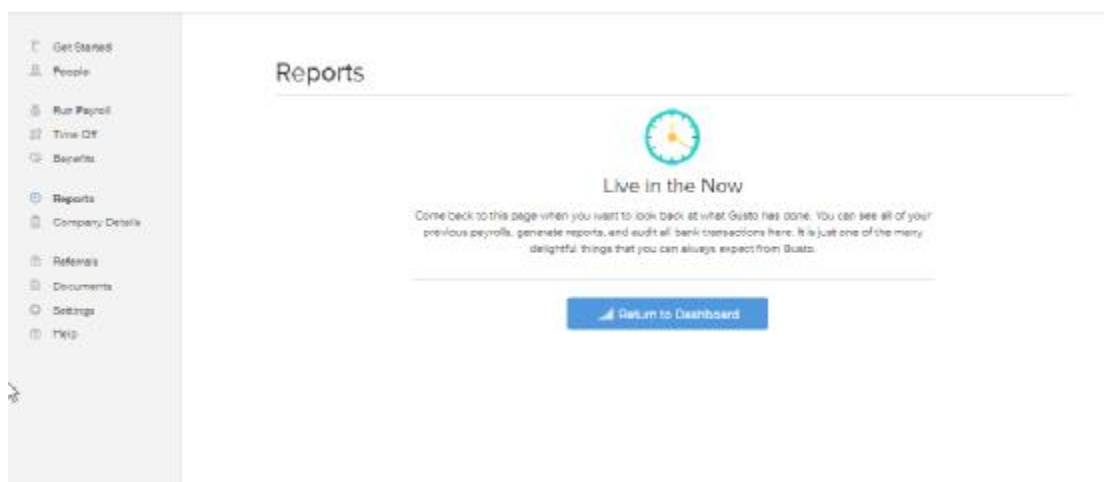 Get Started
People
Run Payroll
Time Off
Benefits
Reports
Company Details
Referrals
Documents
Settings
Help
Reports
Live in the Now
Come back to this page when you want to look back at what Gusto has done. You can see all of your
previous payrolls, generate reports, and audit all bank transactions here. It is just one of the many
delightful things that you can always expect from Gusto.
Return to Dashboard